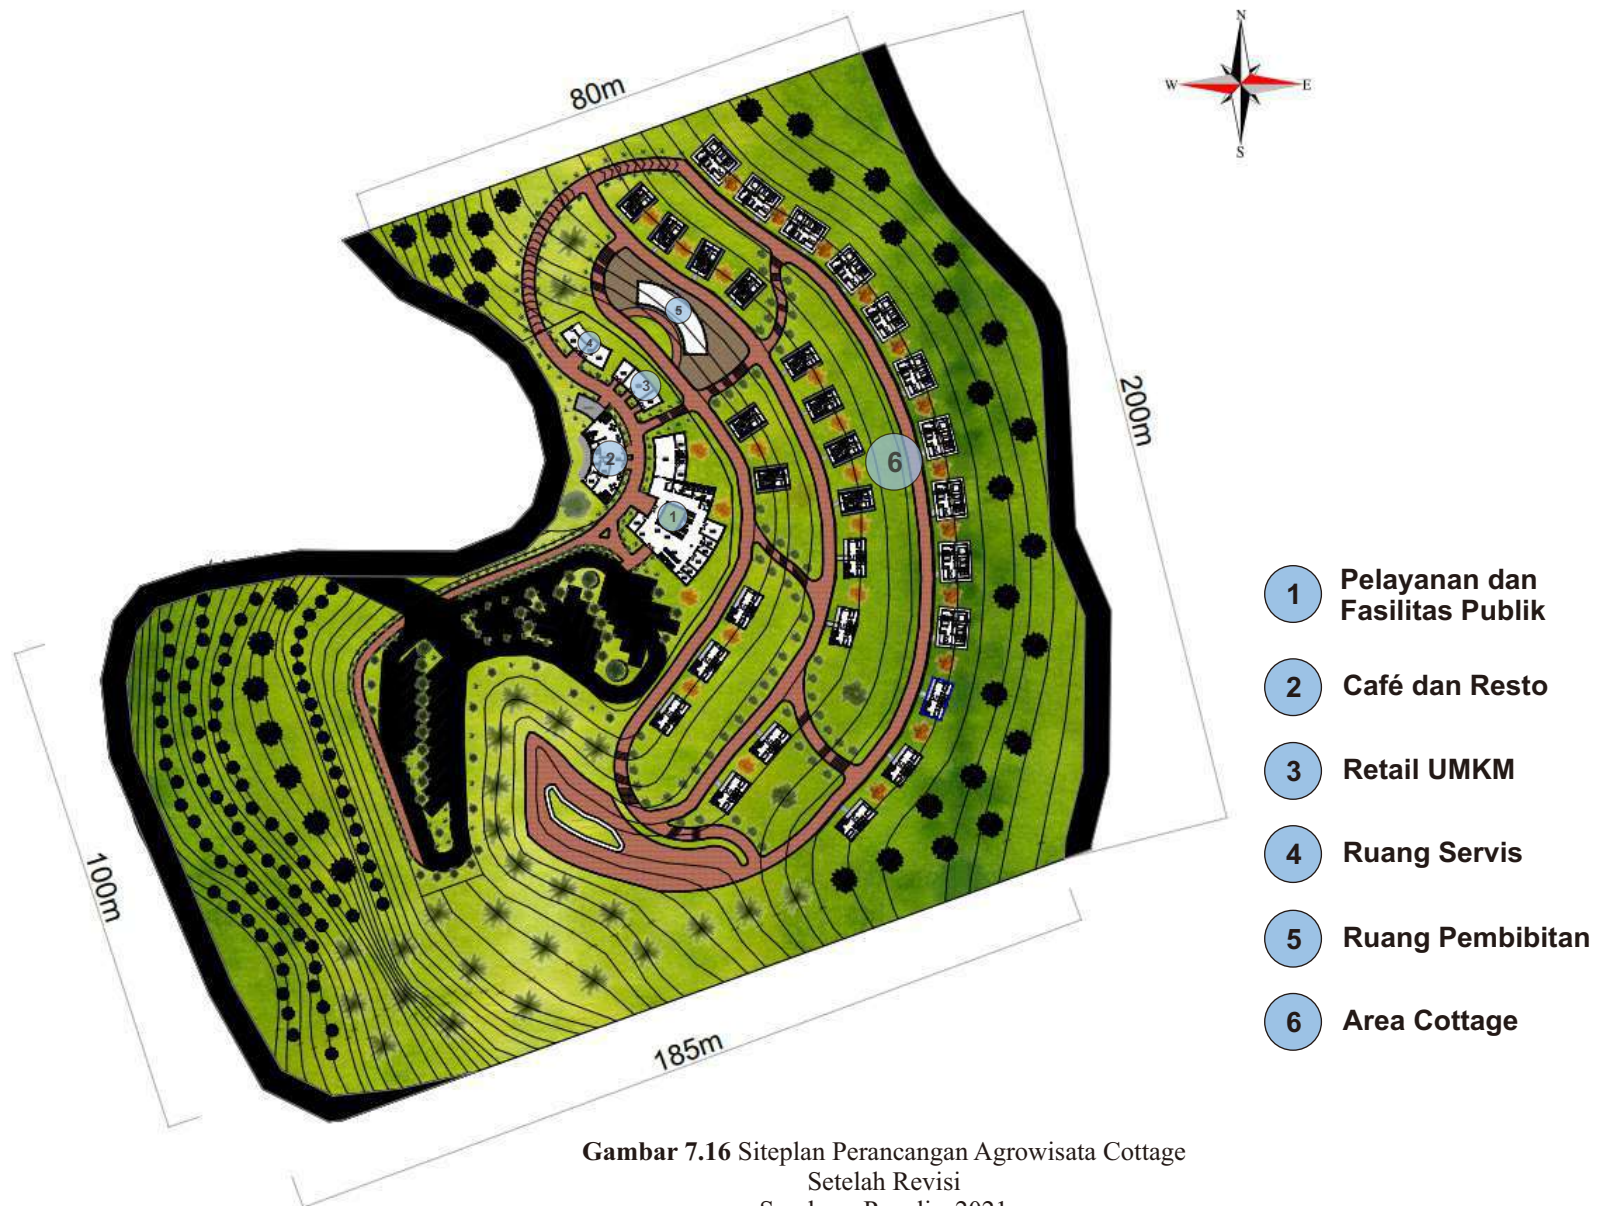 N
W
E
S
80m
200m
100m
185m
5
4
3
2
1
6
1 Pelayanan dan
Fasilitas Publik
2 Café dan Resto
3 Retail UMKM
4 Ruang Servis
5 Ruang Pembibitan
6 Area Cottage
Gambar 7.16 Siteplan Perancangan Agrowisata Cottage
Setelah Revisi
2021